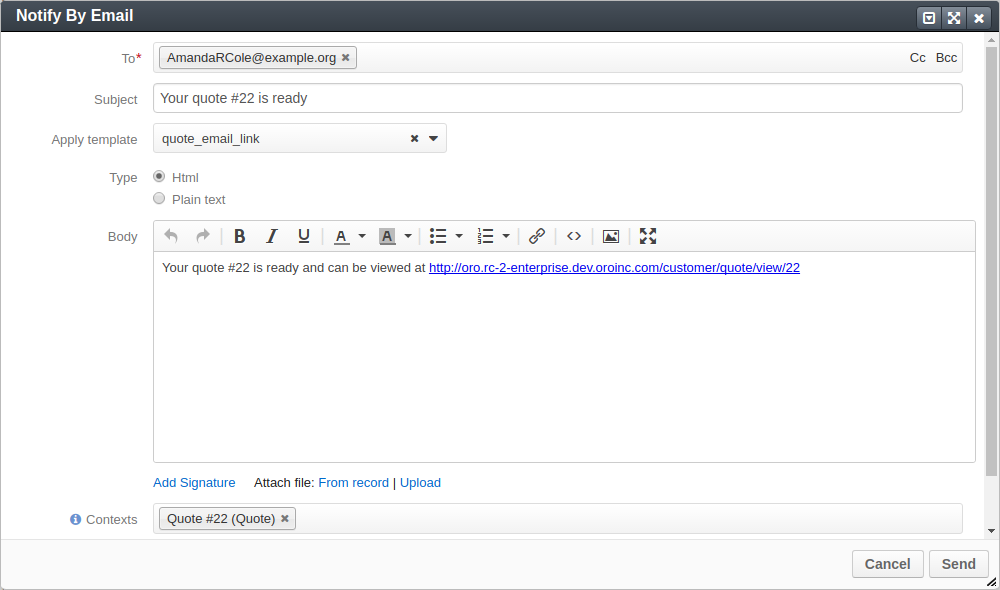 Notify By Email
To* AmandaRCole@example.org Cc Bcc
Subject Your quote #22 is ready
Apply template quote_email_link
Type Html
Plain text
Body B I U A A
Your quote #22 is ready and can be viewed at http://oro.rc-2-enterprise.dev.oroinc.com/customer/quote/view/22
Add Signature Attach file: From record | Upload
Contexts Quote #22 (Quote)
Cancel Send